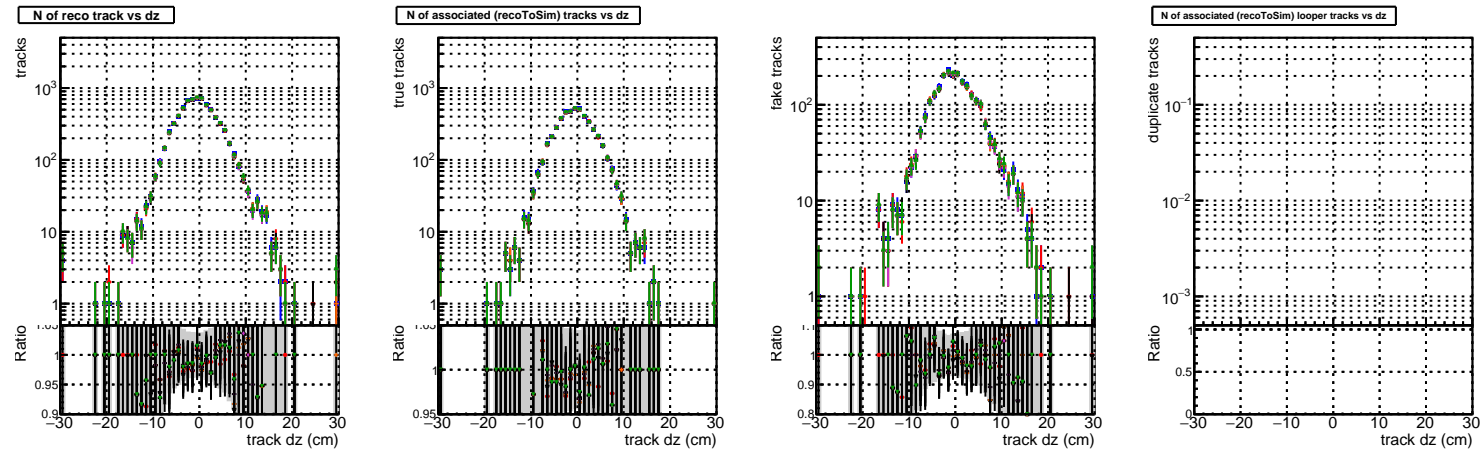 N of reco track vs dz
tracks
10³
10²
10
1
Ratio
1.05
1
0.95
0.9
−30 −20 −10 0 10 20 30
track dz (cm)
N of associated (recoToSim) tracks vs dz
true tracks
10³
10²
10
1
Ratio
1.05
1
0.95
−30 −20 −10 0 10 20 30
track dz (cm)
fake tracks
10²
10
1
Ratio
1.1
1
0.9
0.8
−30 −20 −10 0 10 20 30
track dz (cm)
N of associated (recoToSim) looper tracks vs dz
duplicate tracks
10⁻¹
10⁻²
10⁻³
Ratio
1
0.5
0
−30 −20 −10 0 10 20 30
track dz (cm)